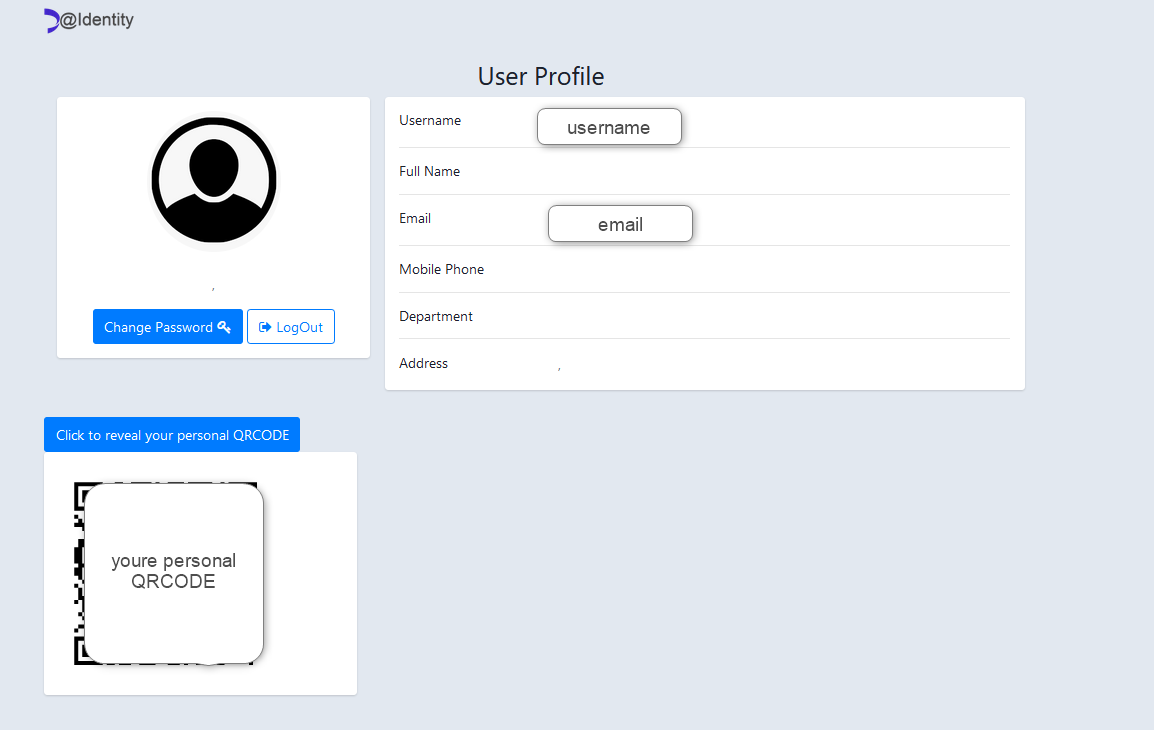 @Identity
User Profile
Username
username
Full Name
Email
email
Mobile Phone
Department
Address
,
,
Change Password
LogOut
Click to reveal your personal QRCODE
youre personal
QRCODE